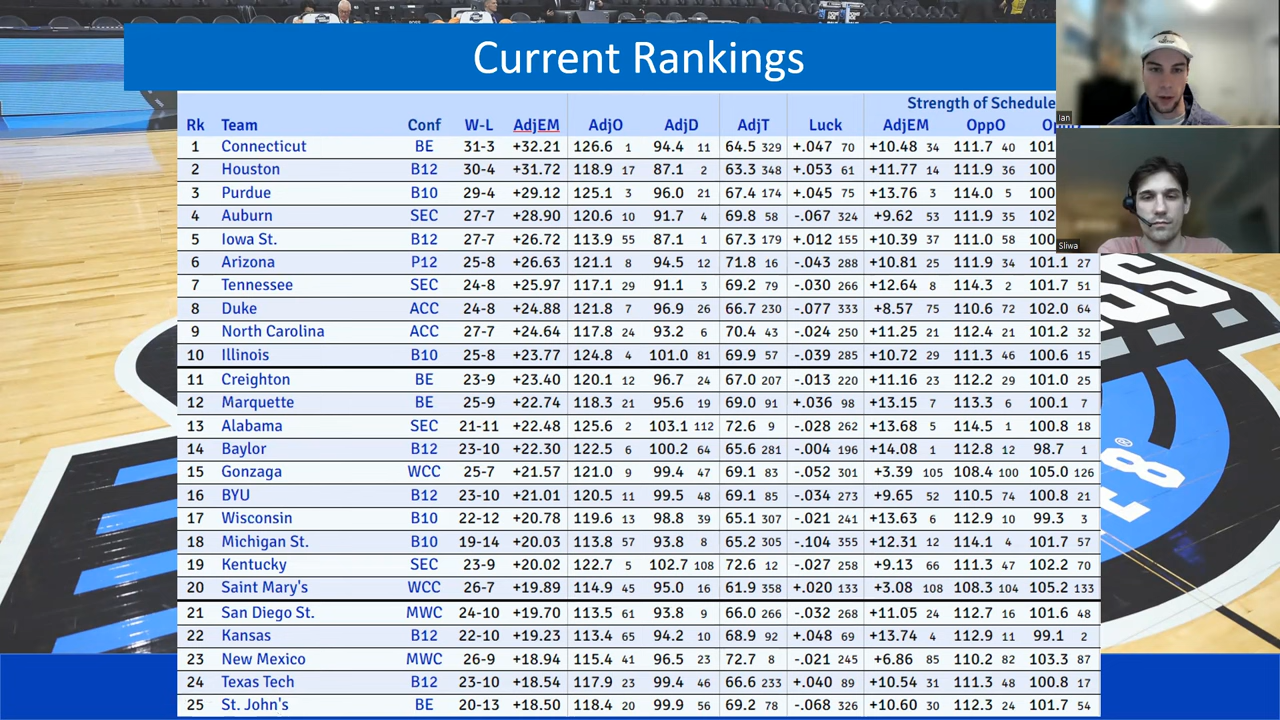 Current Rankings
Strength of Schedule
Rk Team Conf W-L AdjEM AdjO AdjD AdjT Luck AdjEM OppO
1 Connecticut BE 31-3 +32.21 126.6 1 94.4 11 64.5 329 +.047 70 +10.48 34 111.7 40 101
2 Houston B12 30-4 +31.72 118.9 17 87.1 2 63.3 348 +.053 61 +11.77 14 111.9 36 100
3 Purdue B10 29-4 +29.12 125.1 3 96.0 21 67.4 174 +.045 75 +13.76 3 114.0 5 100
4 Auburn SEC 27-7 +28.90 120.6 10 91.7 4 69.8 58 -.067 324 +9.62 53 111.9 35 102
5 Iowa St. B12 27-7 +26.72 113.9 55 87.1 1 67.3 179 +.012 155 +10.39 37 111.0 58 100
6 Arizona P12 25-8 +26.63 121.1 8 94.5 12 71.8 16 -.043 288 +10.81 25 111.9 34 101.1 27
7 Tennessee SEC 24-8 +25.97 117.1 29 91.1 3 69.2 79 -.030 266 +12.64 8 114.3 2 101.7 51
8 Duke ACC 24-8 +24.88 121.8 7 96.9 26 66.7 230 -.077 333 +8.57 75 110.6 72 102.0 64
9 North Carolina ACC 27-7 +24.64 117.8 24 93.2 6 70.4 43 -.024 250 +11.25 21 112.4 21 101.2 32
10 Illinois B10 25-8 +23.77 124.8 4 101.0 81 69.9 57 -.039 285 +10.72 29 111.3 46 100.6 15
11 Creighton BE 23-9 +23.40 120.1 12 96.7 24 67.0 207 -.013 220 +11.16 23 112.2 29 101.0 25
12 Marquette BE 25-9 +22.74 118.3 21 95.6 19 69.0 91 +.036 98 +13.15 7 113.3 6 100.1 7
13 Alabama SEC 21-11 +22.48 125.6 2 103.1 112 72.6 9 -.028 262 +13.68 5 114.5 1 100.8 18
14 Baylor B12 23-10 +22.30 122.5 6 100.2 64 65.6 281 -.004 196 +14.08 1 112.8 12 98.7 1
15 Gonzaga WCC 25-7 +21.57 121.0 9 99.4 47 69.1 83 -.052 301 +3.39 105 108.4 100 105.0 126
16 BYU B12 23-10 +21.01 120.5 11 99.5 48 69.1 85 -.034 273 +9.65 52 110.5 74 100.8 21
17 Wisconsin B10 22-12 +20.78 119.6 13 98.8 39 65.1 307 -.021 241 +13.63 6 112.9 10 99.3 3
18 Michigan St. B10 19-14 +20.03 113.8 57 93.8 8 65.2 305 -.104 355 +12.31 12 114.1 4 101.7 57
19 Kentucky SEC 23-9 +20.02 122.7 5 102.7 108 72.6 12 -.027 258 +9.13 66 111.3 47 102.2 70
20 Saint Mary's WCC 26-7 +19.89 114.9 45 95.0 16 61.9 358 +.020 133 +3.08 108 108.3 104 105.2 133
21 San Diego St. MWC 24-10 +19.70 113.5 61 93.8 9 66.0 266 -.032 268 +11.05 24 112.7 16 101.6 48
22 Kansas B12 22-10 +19.23 113.4 65 94.2 10 68.9 92 +.048 69 +13.74 4 112.9 11 99.1 2
23 New Mexico MWC 26-9 +18.94 115.4 41 96.5 23 72.7 8 -.021 245 +6.86 85 110.2 82 103.3 87
24 Texas Tech B12 23-10 +18.54 117.9 23 99.4 46 66.6 233 +.040 89 +10.54 31 111.3 48 100.8 17
25 St. John's BE 20-13 +18.50 118.4 20 99.9 56 69.2 78 -.068 326 +10.60 30 112.3 24 101.7 54
Ian
Sliwa